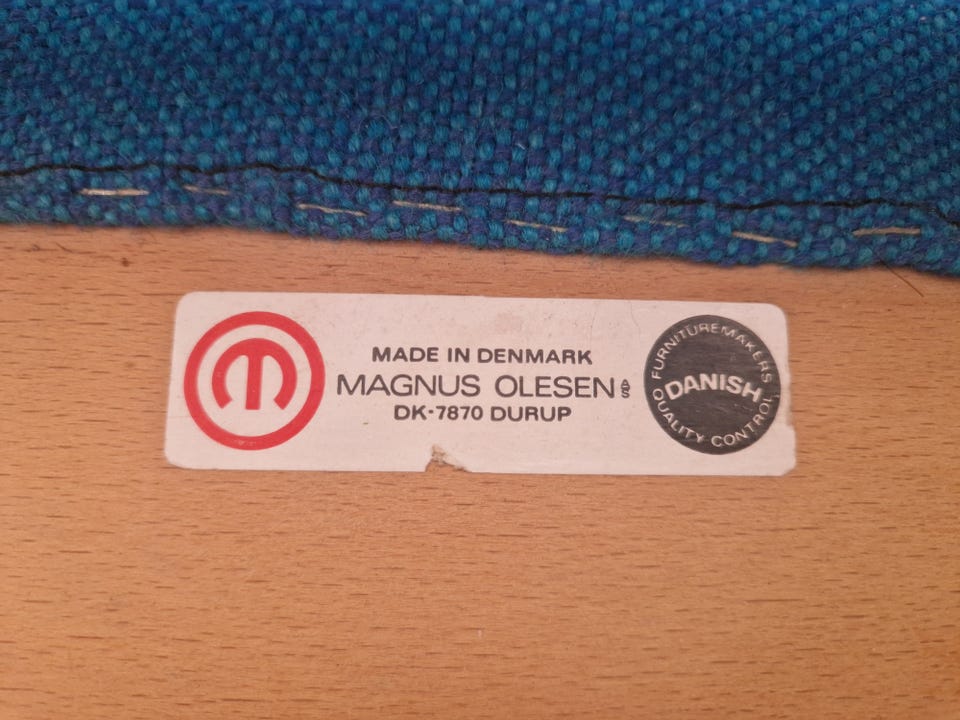 MADE IN DENMARK
MAGNUS OLESEN A/S
DK-7870 DURUP
FURNITUREMAKERS
DANISH
QUALITY CONTROL